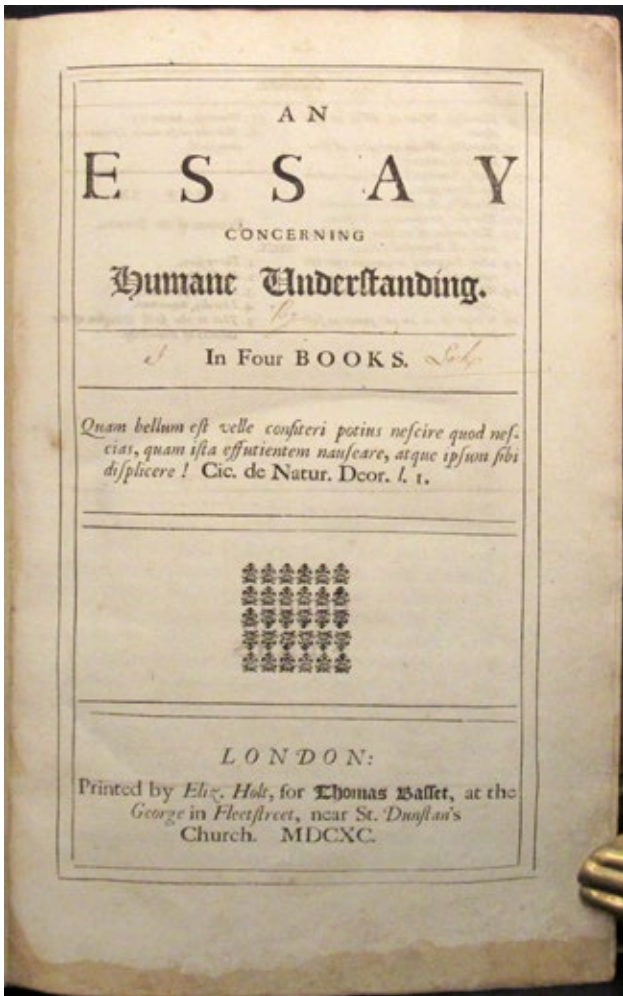 AN
ESSAY
CONCERNING
Humane Underſtanding.
By
In Four BOOKS.
Quam bellum eſt velle confiteri potius neſcire quod neſ-
cias, quam iſta effutientem nauſeare, atque ipſum ſibi
diſplicere ! Cic. de Natur. Deor. l. 1.
LONDON:
Printed by Eliz. Holt, for Thomas Baſſet, at the
George in Fleetſtreet, near St. Dunſtan's
Church. MDCXC.